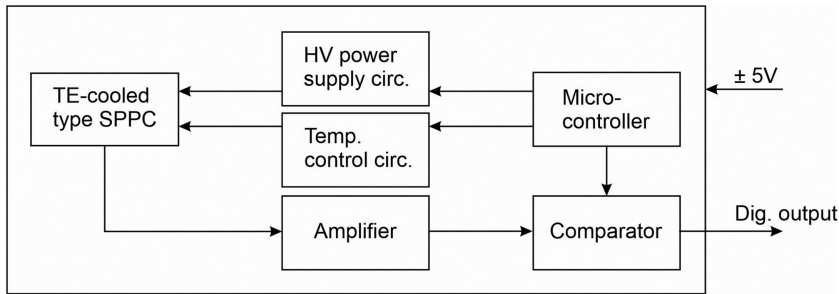 HV power
supply circ.
TE-cooled
type SPPC
Micro-
controller
± 5V
Temp.
control circ.
Amplifier
Comparator
Dig. output